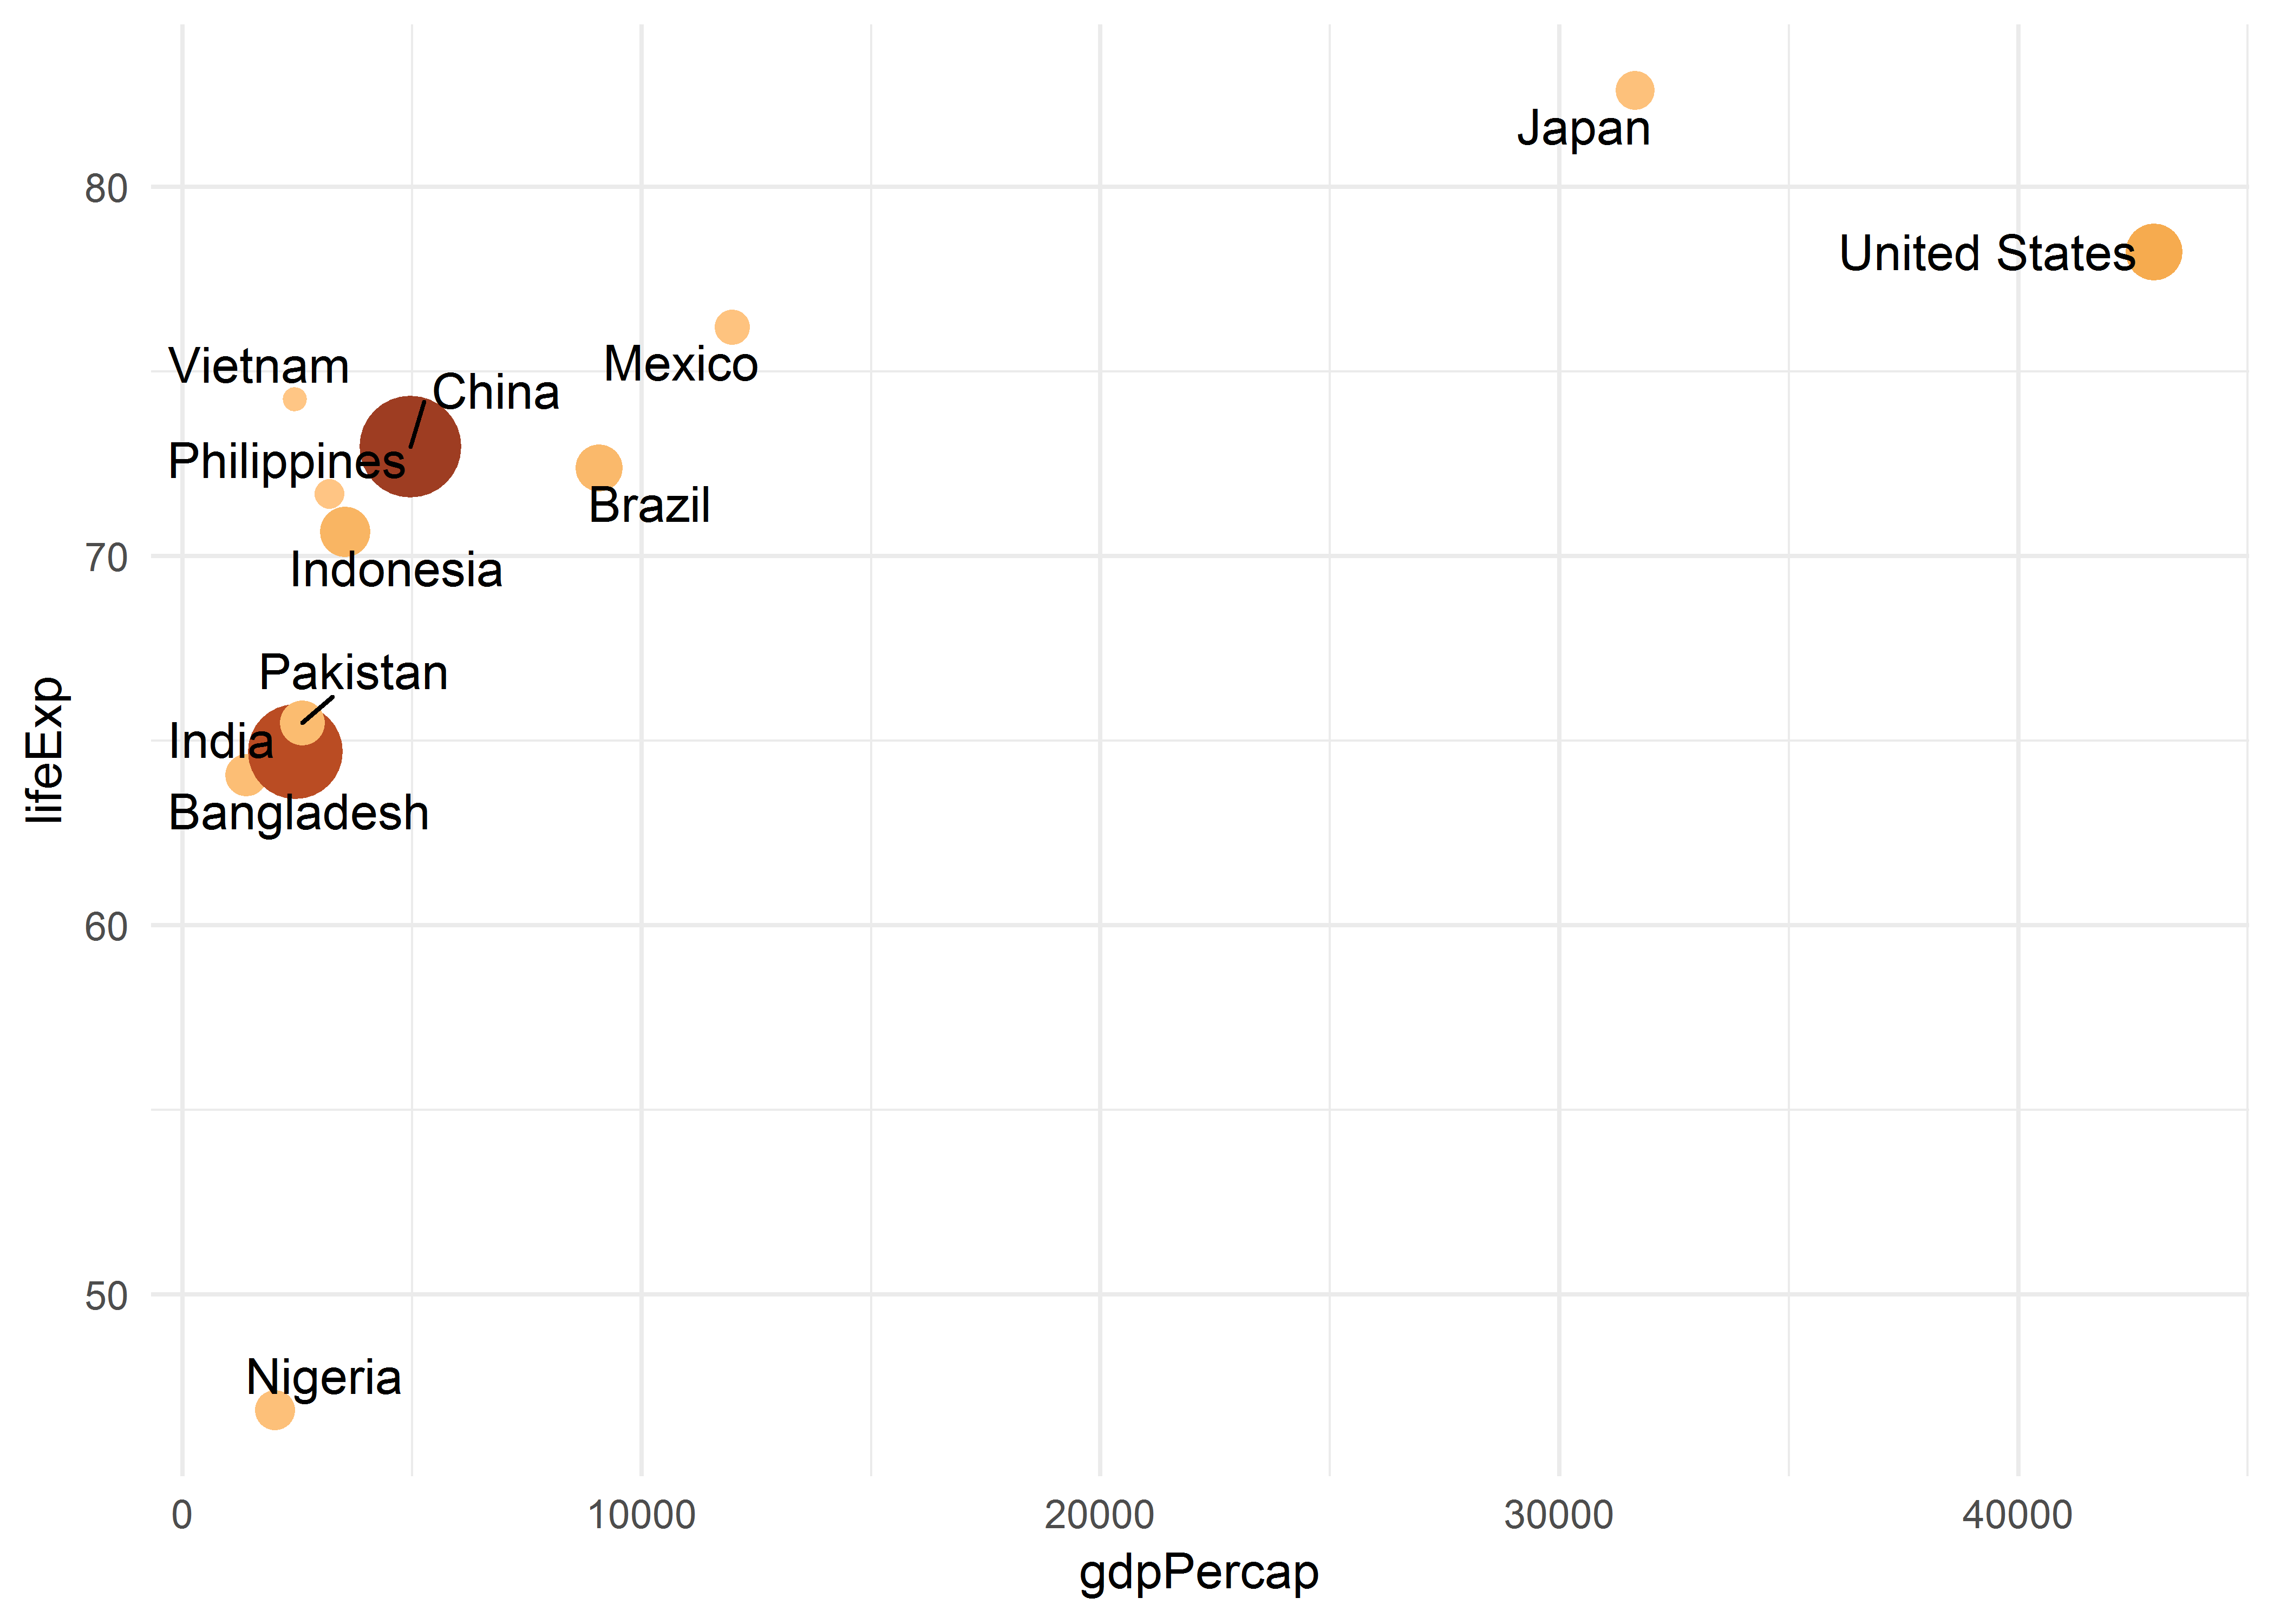 Japan
80
United States
Vietnam
China
Mexico
Philippines
Brazil
70
Indonesia
Pakistan
India
Bangladesh
lifeExp
60
50
Nigeria
0
10000
20000
30000
40000
gdpPercap